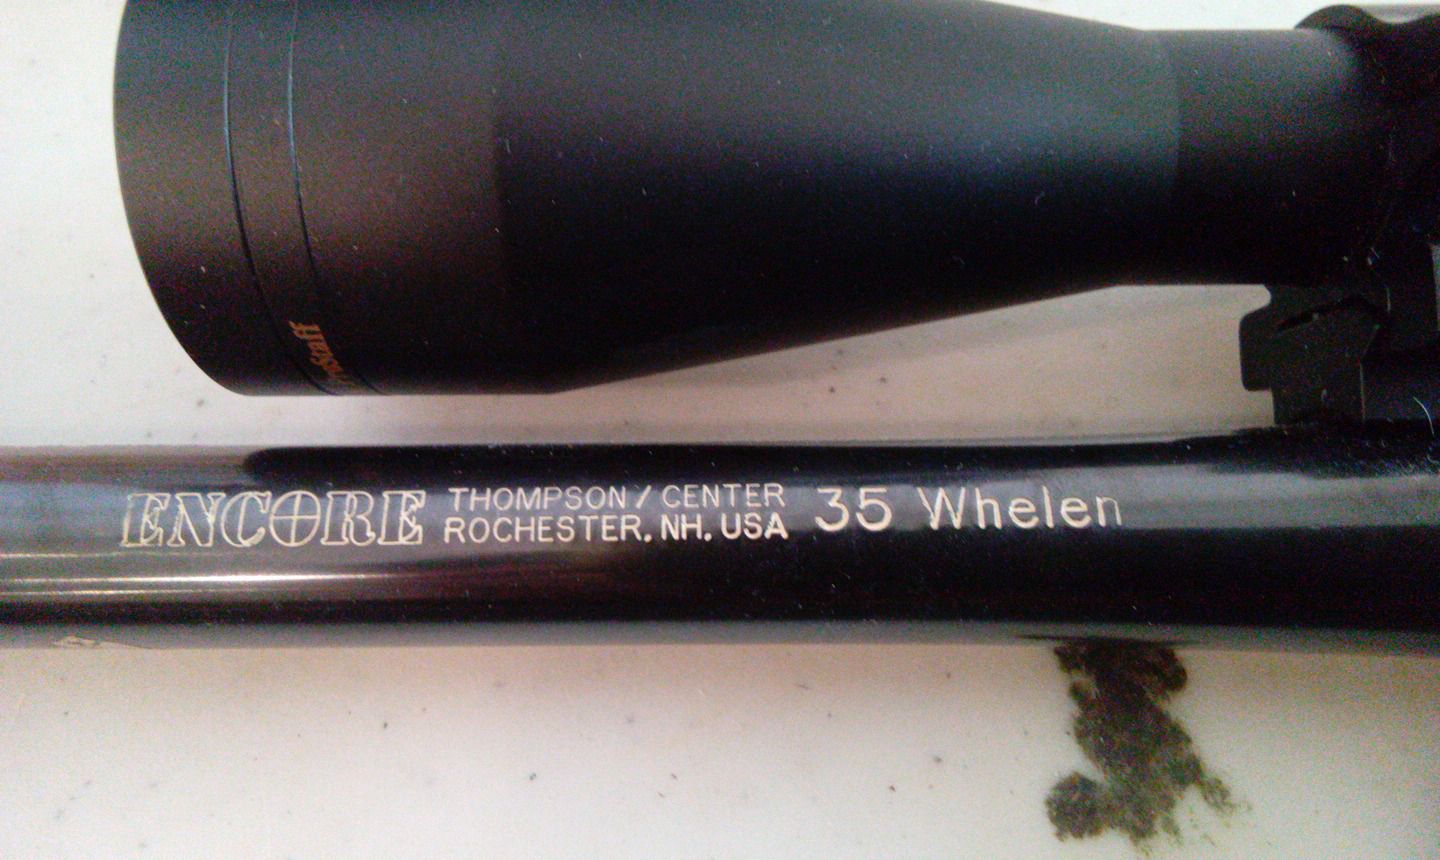 ENCORE THOMPSON / CENTER 35 Whelen
ROCHESTER. NH. USA